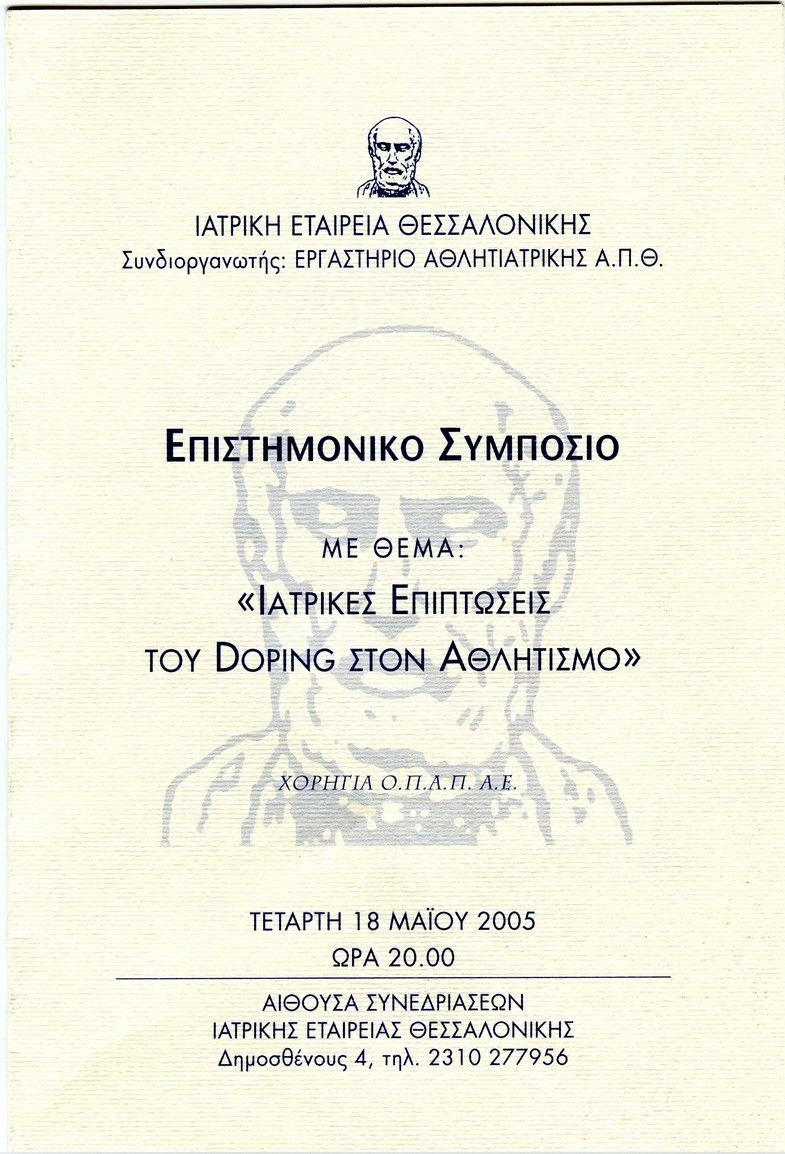 ΙΑΤΡΙΚΗ ΕΤΑΙΡΕΙΑ ΘΕΣΣΑΛΟΝΙΚΗΣ
Συνδιοργανωτής: ΕΡΓΑΣΤΗΡΙΟ ΑΘΛΗΤΙΑΤΡΙΚΗΣ Α.Π.Θ.
ΕΠΙΣΤΗΜΟΝΙΚΟ ΣΥΜΠΟΣΙΟ
ΜΕ ΘΕΜΑ:
«ΙΑΤΡΙΚΕΣ ΕΠΙΠΤΩΣΕΙΣ
ΤΟΥ DOPING ΣΤΟΝ ΑΘΛΗΤΙΣΜΟ»
ΧΟΡΗΓΙΑ Ο.Π.Α.Π. Α.Ε.
ΤΕΤΑΡΤΗ 18 ΜΑΪΟΥ 2005
ΩΡΑ 20.00
ΑΙΘΟΥΣΑ ΣΥΝΕΔΡΙΑΣΕΩΝ
ΙΑΤΡΙΚΗΣ ΕΤΑΙΡΕΙΑΣ ΘΕΣΣΑΛΟΝΙΚΗΣ
Δημοσθένους 4, τηλ. 2310 277956